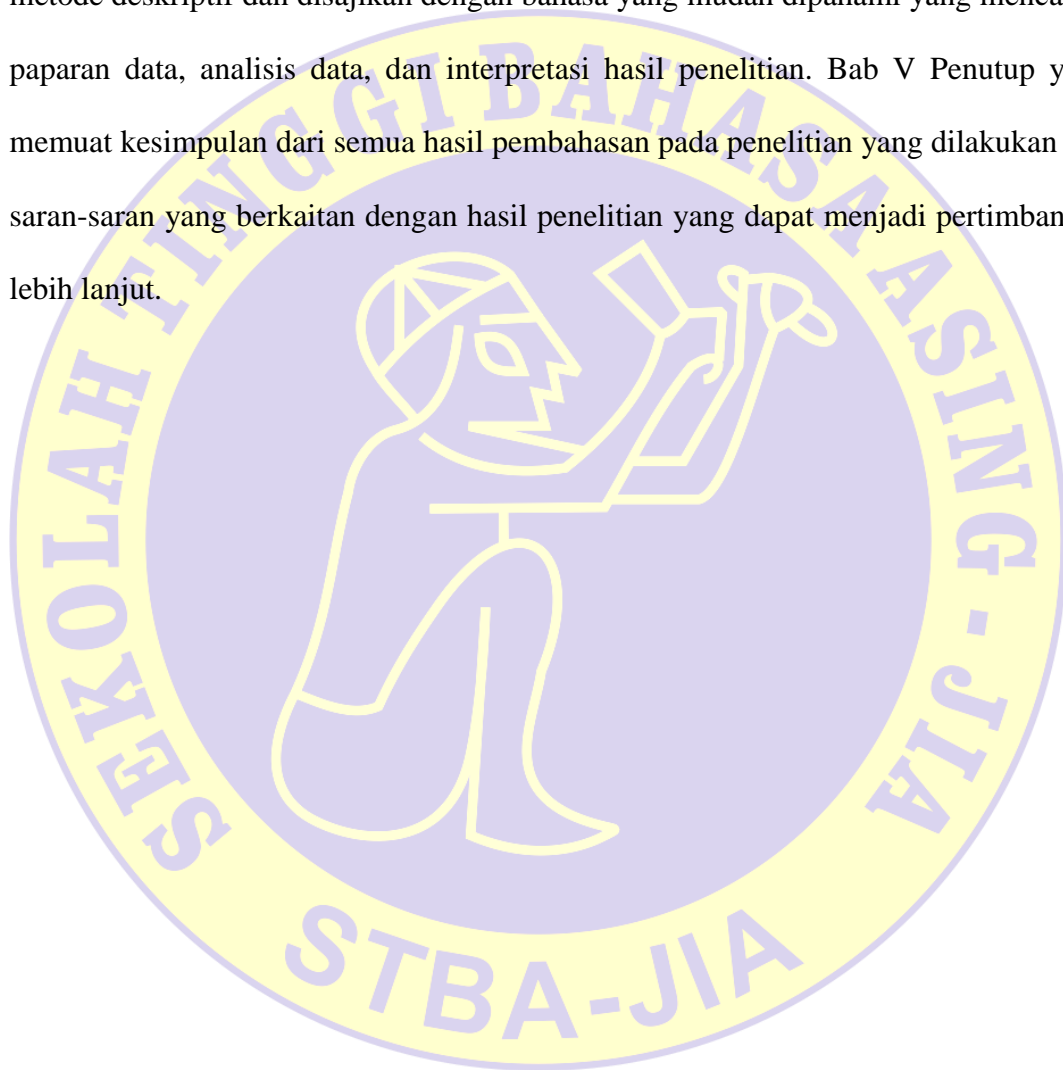 metode deskriptif dan disajikan dengan bahasa yang mudah dipahami yang
paparan data, analisis data, dan interpretasi hasil penelitian. Bab V Penutup
memuat kesimpulan dari semua hasil pembahasan pada penelitian yang dilakukan
saran-saran yang berkaitan dengan hasil penelitian yang dapat menjadi
lebih lanjut.
SEKOLAH TINGGI BAHASA ASING - JIA
STBA-JIA